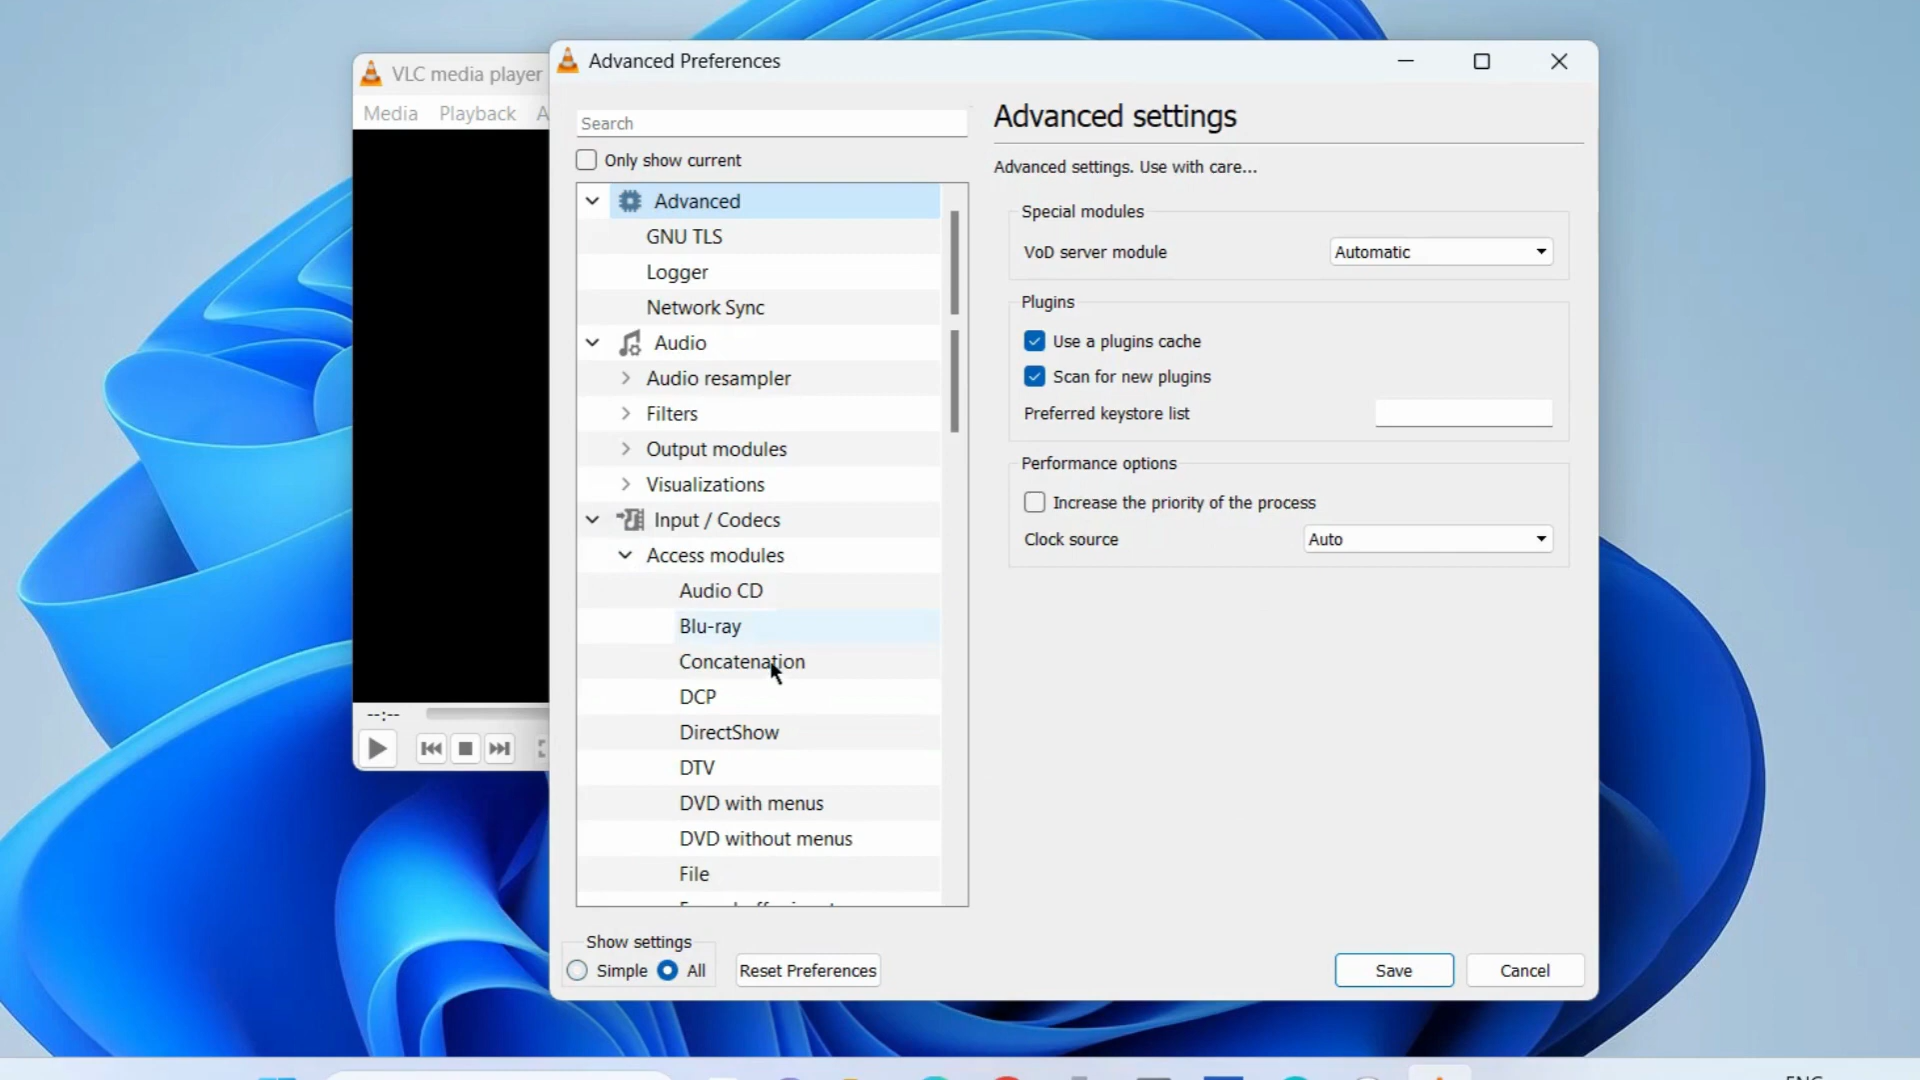 VLC media player
Media Playback A
--:--
Advanced Preferences
Search
Only show current
Advanced
GNU TLS
Logger
Network Sync
Audio
Audio resampler
Filters
Output modules
Visualizations
Input / Codecs
Access modules
Audio CD
Blu-ray
Concatenation
DCP
DirectShow
DTV
DVD with menus
DVD without menus
File
Show settings
Simple All
Reset Preferences
Advanced settings
Advanced settings. Use with care...
Special modules
VoD server module Automatic
Plugins
Use a plugins cache
Scan for new plugins
Preferred keystore list
Performance options
Increase the priority of the process
Clock source Auto
Save Cancel
ENG